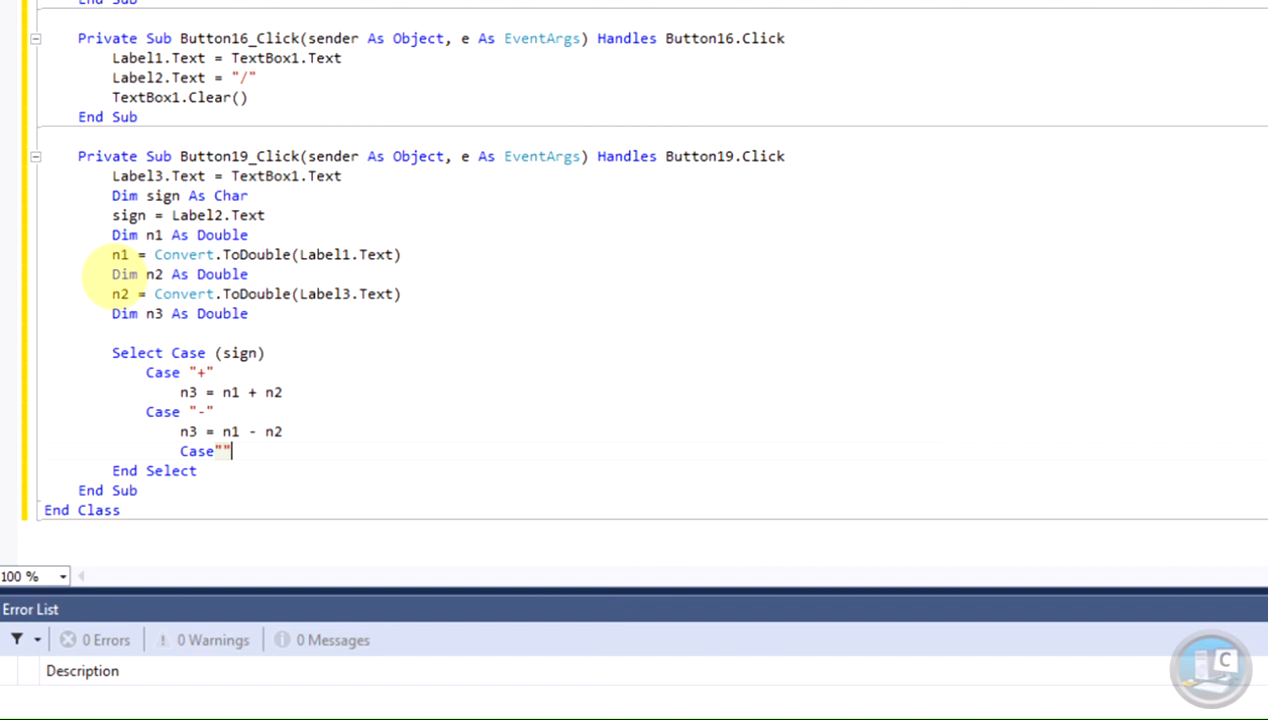 End Sub
Private Sub Button16_Click(sender As Object, e As EventArgs) Handles Button16.Click
Label1.Text = TextBox1.Text
Label2.Text = "/"
TextBox1.Clear()
End Sub
Private Sub Button19_Click(sender As Object, e As EventArgs) Handles Button19.Click
Label3.Text = TextBox1.Text
Dim sign As Char
sign = Label2.Text
Dim n1 As Double
n1 = Convert.ToDouble(Label1.Text)
Dim n2 As Double
n2 = Convert.ToDouble(Label3.Text)
Dim n3 As Double
Select Case (sign)
Case "+"
n3 = n1 + n2
Case "-"
n3 = n1 - n2
Case""
End Select
End Sub
End Class
100 %
Error List
0 Errors 0 Warnings 0 Messages
Description
C